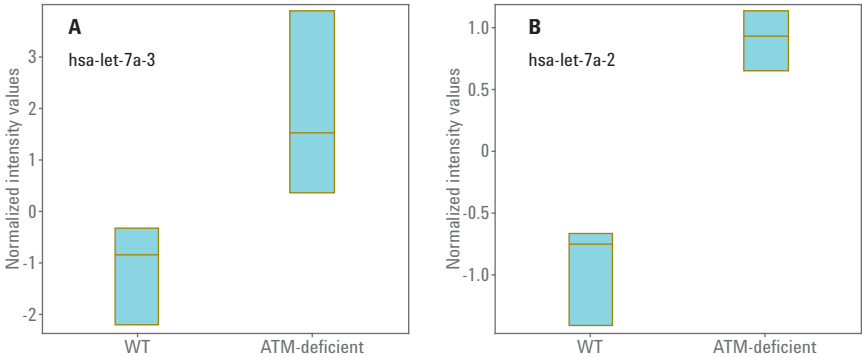 A
hsa-let-7a-3
Normalized intensity values
3
2
1
0
-1
-2
WT
ATM-deficient
B
hsa-let-7a-2
Normalized intensity values
1.0
0.5
0
-0.5
-1.0
WT
ATM-deficient